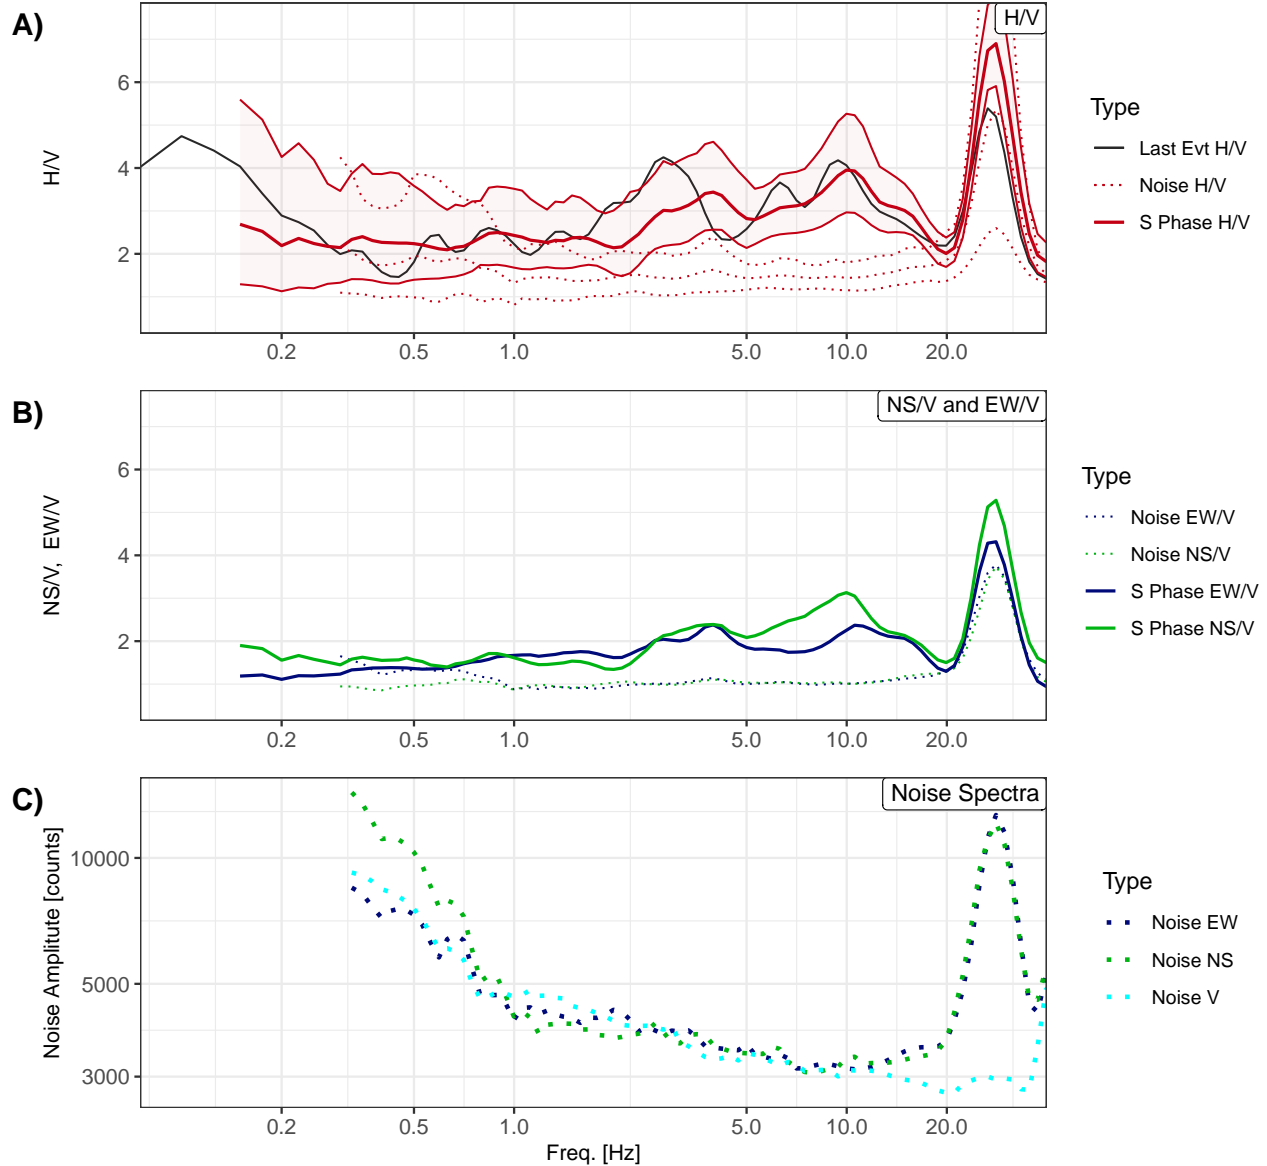 A)
H/V
H/V
6
4
2
0.2 0.5 1.0 5.0 10.0 20.0
Type
Last Evt H/V
Noise H/V
S Phase H/V
B)
NS/V and EW/V
NS/V, EW/V
6
4
2
0.2 0.5 1.0 5.0 10.0 20.0
Type
Noise EW/V
Noise NS/V
S Phase EW/V
S Phase NS/V
C)
Noise Spectra
Noise Amplitute [counts]
10000
5000
3000
0.2 0.5 1.0 5.0 10.0 20.0
Freq. [Hz]
Type
Noise EW
Noise NS
Noise V